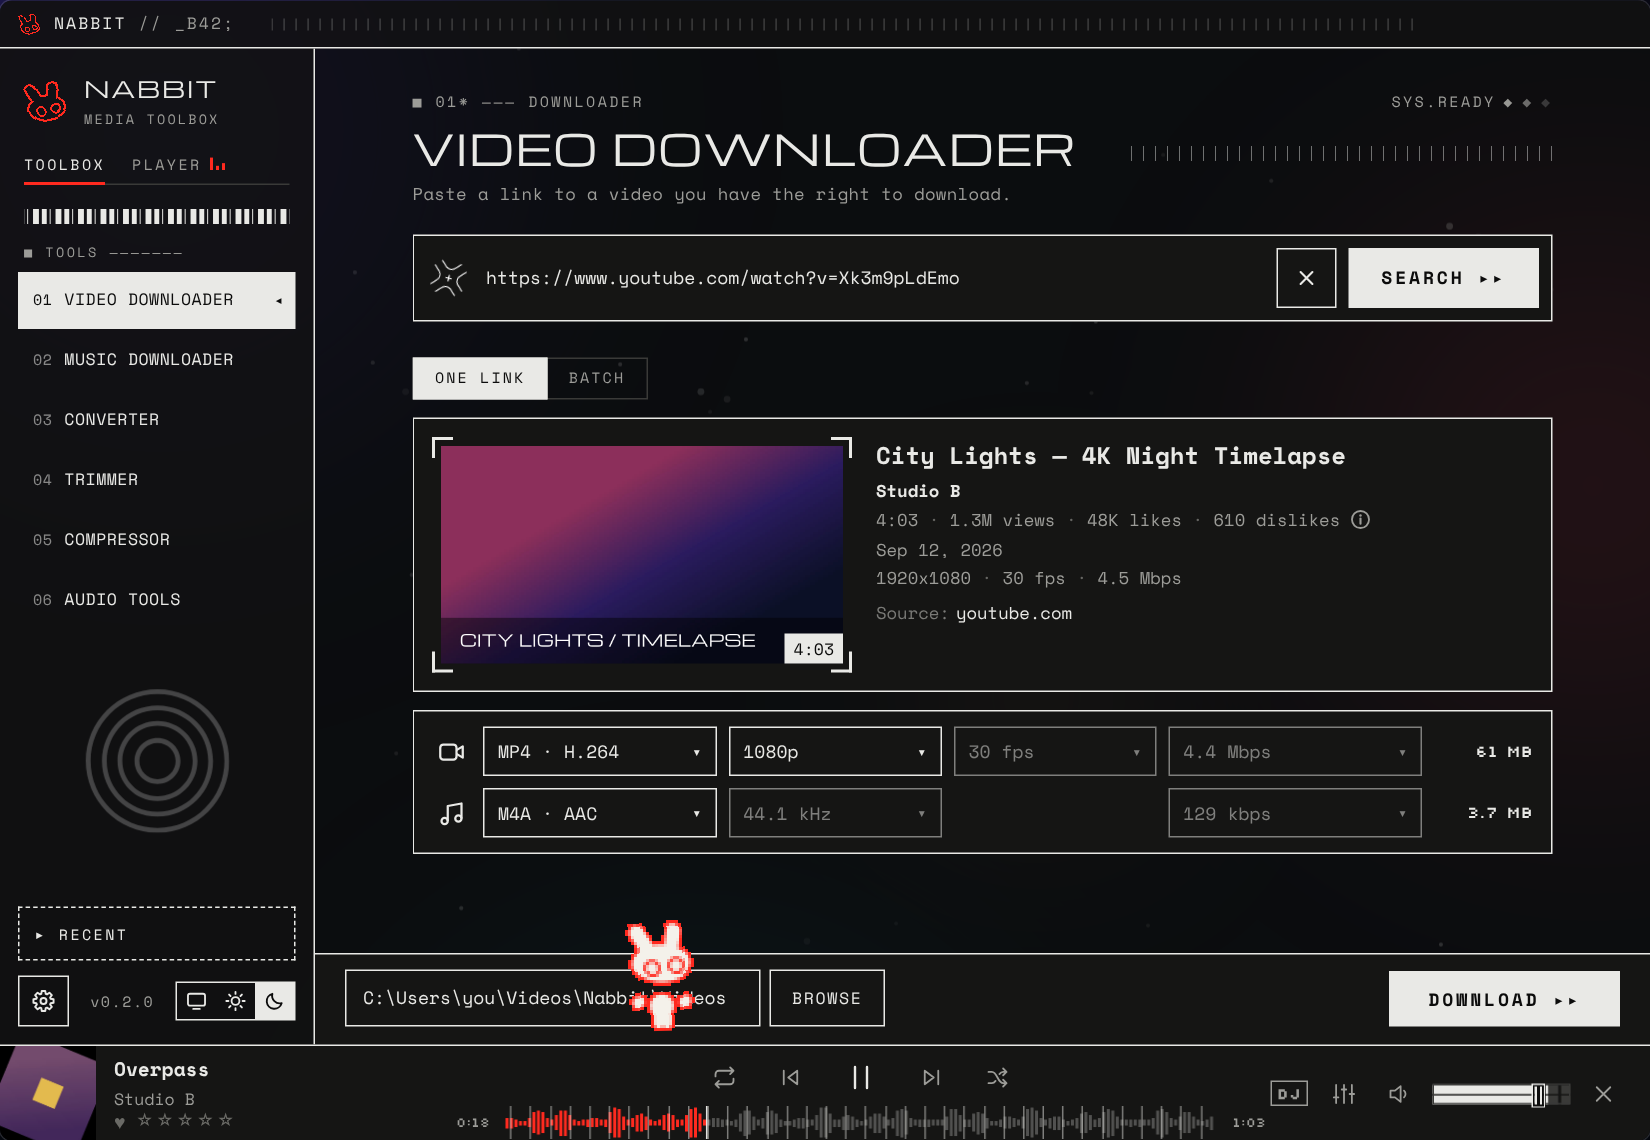 NABBIT // _B42;
NABBIT
MEDIA TOOLBOX
TOOLBOX PLAYER
TOOLS
01 VIDEO DOWNLOADER
02 MUSIC DOWNLOADER
03 CONVERTER
04 TRIMMER
05 COMPRESSOR
06 AUDIO TOOLS
RECENT
v0.2.0
01* ––– DOWNLOADER
SYS.READY
VIDEO DOWNLOADER
Paste a link to a video you have the right to download.
https://www.youtube.com/watch?v=Xk3m9pLdEmo
SEARCH
ONE LINK BATCH
CITY LIGHTS / TIMELAPSE
4:03
City Lights – 4K Night Timelapse
Studio B
4:03 · 1.3M views · 48K likes · 610 dislikes
Sep 12, 2026
1920x1080 · 30 fps · 4.5 Mbps
Source: youtube.com
MP4 · H.264 1080p 30 fps 4.4 Mbps 61 MB
M4A · AAC 44.1 kHz 129 kbps 3.7 MB
C:\Users\you\Videos\Nabb eos
BROWSE
DOWNLOAD
Overpass
Studio B
0:18
1:03
DJ